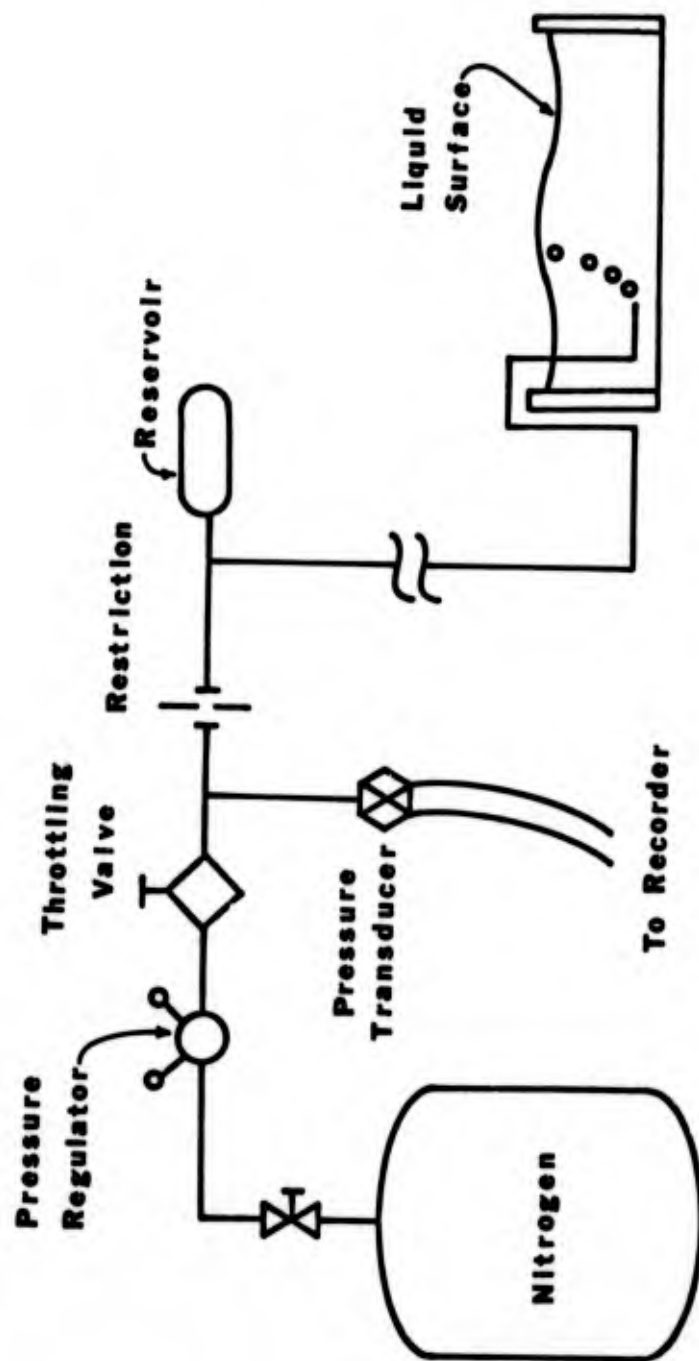 Pressure
Regulator
Throttling
Valve
Restriction
Reservoir
Liquid
Surface
Pressure
Transducer
To Recorder
Nitrogen